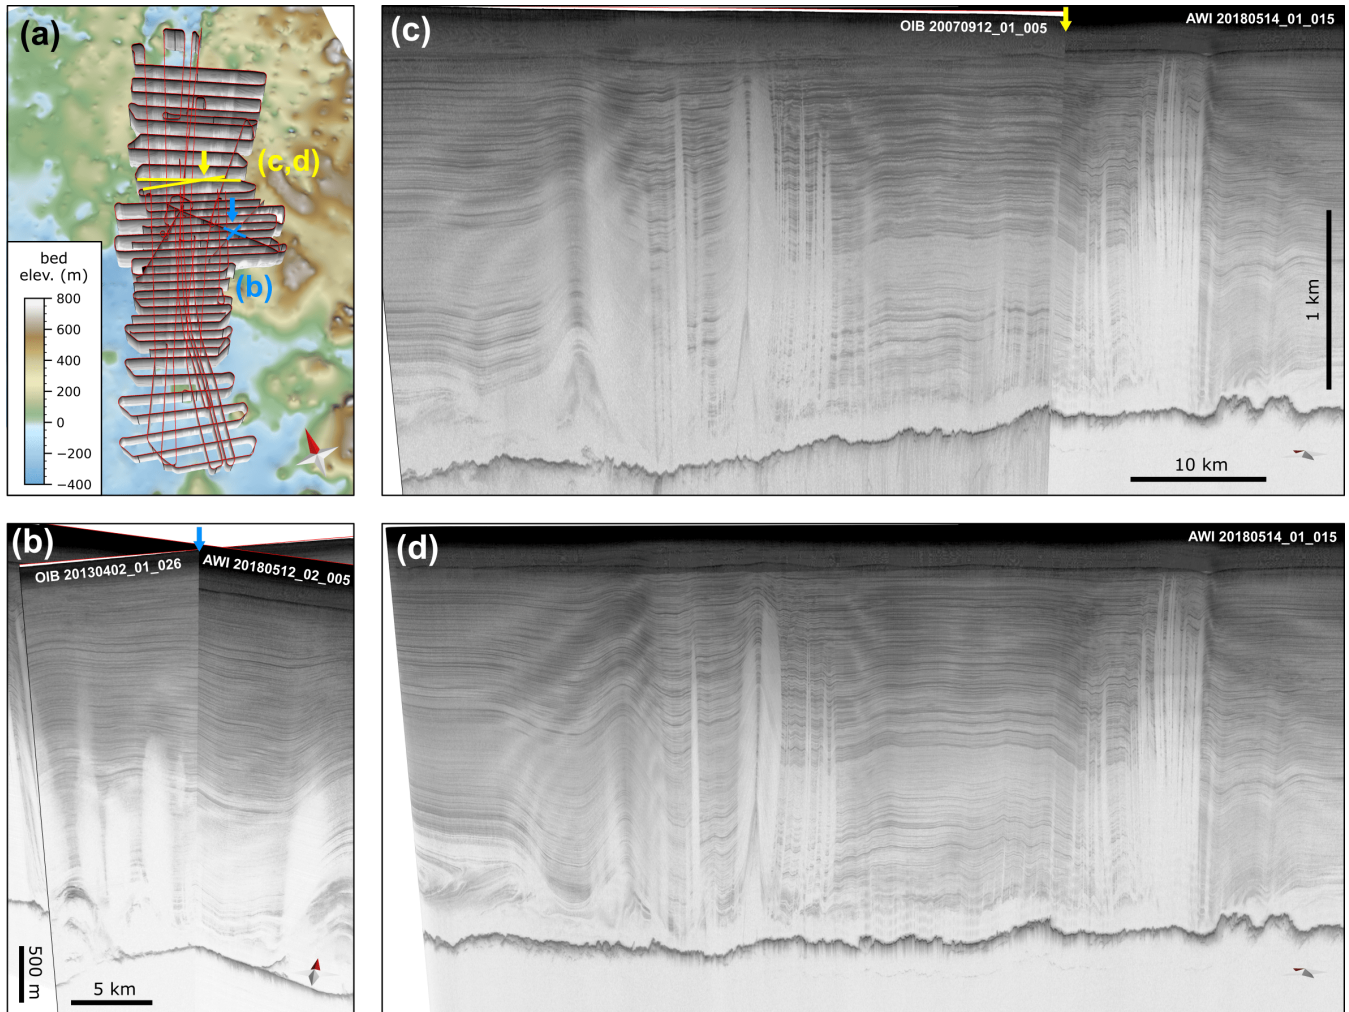 (a)
(c,d)
(b)
bed
elev. (m)
800
600
400
200
0
−200
−400
(c)
OIB 20070912_01_005
AWI 20180514_01_015
1 km
10 km
(b)
OIB 20130402_01_026
AWI 20180512_02_005
500 m
5 km
(d)
AWI 20180514_01_015